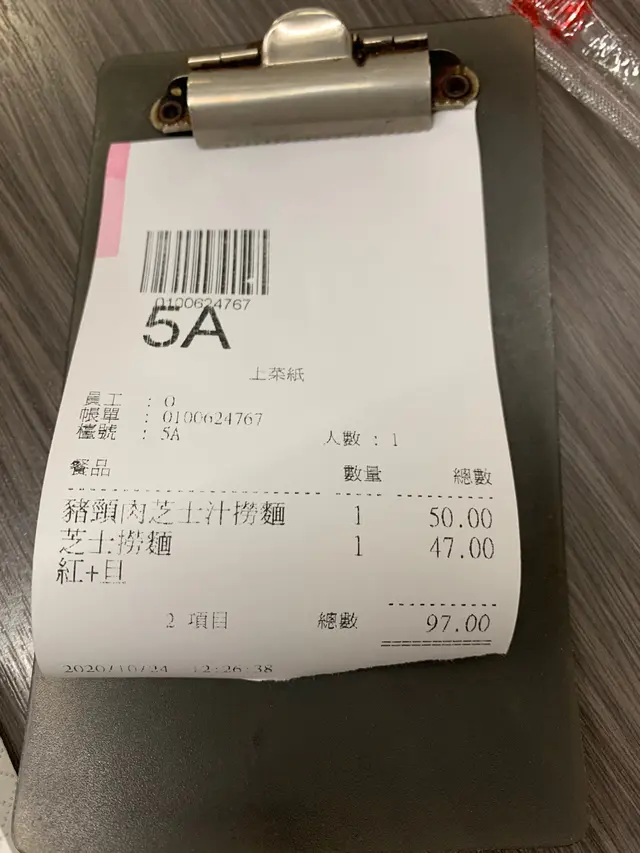 0100624767
5A
上菜紙
員工 : O
帳單 : 0100624767
檯號 : 5A
人數 : 1
餐品 數量 總數
豬頸肉芝士汁撈麵 1 50.00
芝士撈麵 1 47.00
紅+旦
2 項目 總數 97.00
2020/10/24 12:26:38